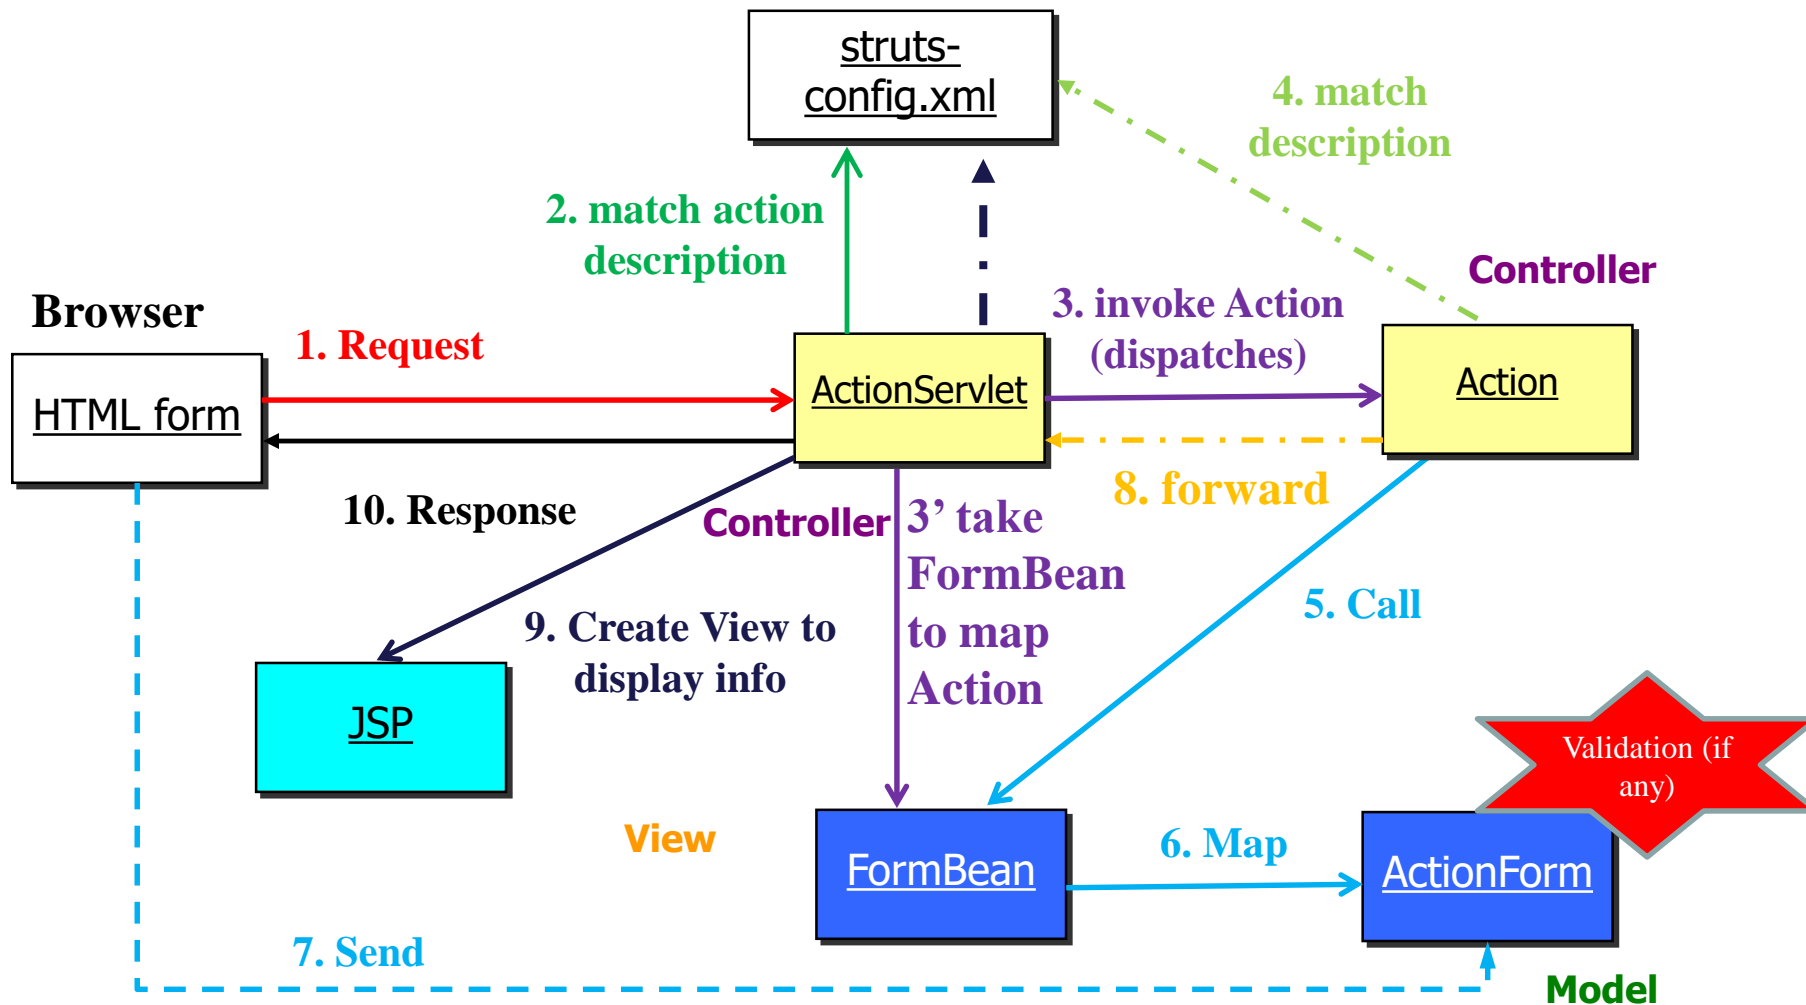 struts-
config.xml
4. match
description
2. match action
description
Controller
Browser
3. invoke Action
(dispatches)
1. Request
HTML form
ActionServlet
Action
10. Response
8. forward
Controller
3’ take
FormBean
to map
Action
9. Create View to
display info
5. Call
JSP
Validation (if
any)
View
6. Map
FormBean
ActionForm
7. Send
Model